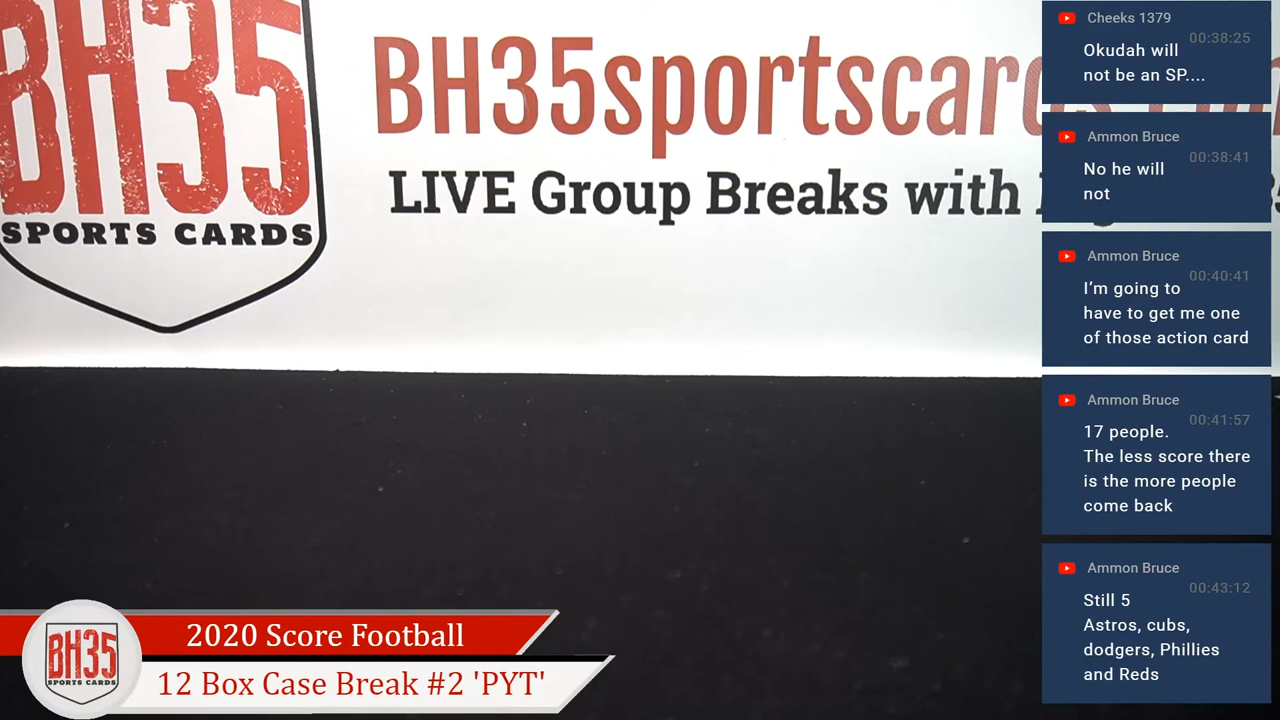 BH35
SPORTS CARDS
BH35sportscards.com
LIVE Group Breaks with
Cheeks 1379
00:38:25
Okudah will
not be an SP....
Ammon Bruce
00:38:41
No he will
not
Ammon Bruce
00:40:41
I’m going to
have to get me one
of those action card
Ammon Bruce
00:41:57
17 people.
The less score there
is the more people
come back
Ammon Bruce
00:43:12
Still 5
Astros, cubs,
dodgers, Phillies
and Reds
2020 Score Football
12 Box Case Break #2 'PYT'
BH35
SPORTS CARDS